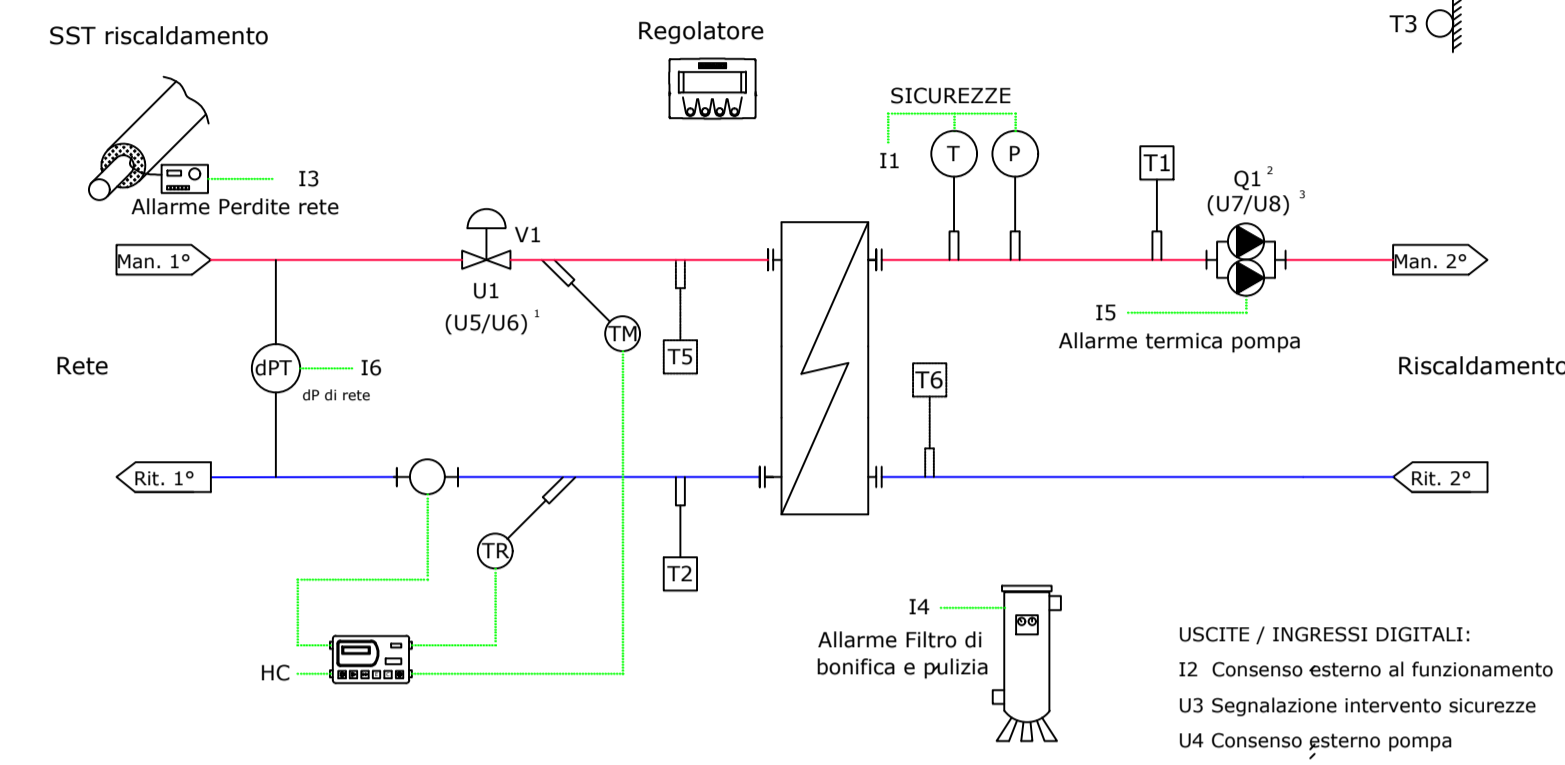 SST riscaldamento
Regolatore
T3
SICUREZZE
I1
T
P
T1
Q1 2
(U7/U8) 3
I3
Allarme Perdite rete
Man. 1°
V1
U1
(U5/U6) 1
TM
T5
Man. 2°
I5
Allarme termica pompa
Rete
dPT
I6
dP di rete
T6
Riscaldamento
Rit. 1°
Rit. 2°
TR
T2
HC
I4
Allarme Filtro di
bonifica e pulizia
USCITE / INGRESSI DIGITALI:
I2 Consenso esterno al funzionamento
U3 Segnalazione intervento sicurezze
U4 Consenso esterno pompa